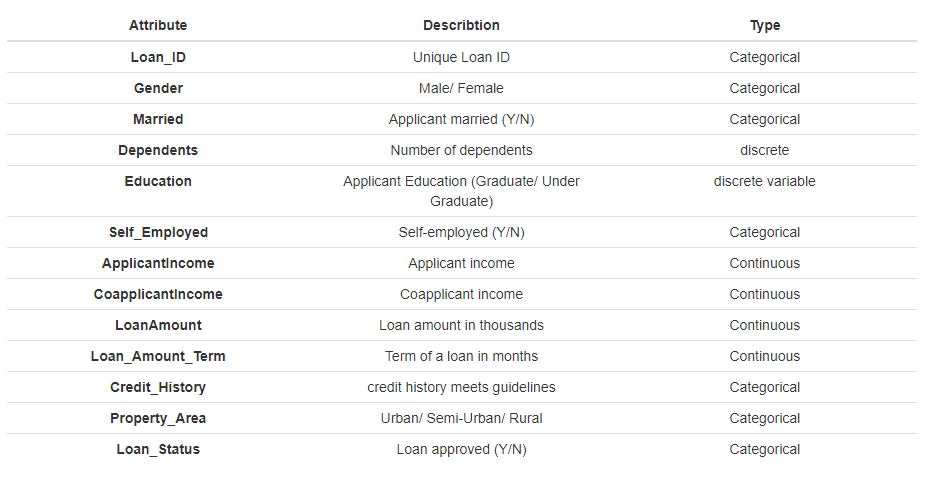 Attribute Describtion Type
Loan_ID Unique Loan ID Categorical
Gender Male/ Female Categorical
Married Applicant married (Y/N) Categorical
Dependents Number of dependents discrete
Education Applicant Education (Graduate/ Under discrete variable
Graduate)
Self_Employed Self-employed (Y/N) Categorical
ApplicantIncome Applicant income Continuous
CoapplicantIncome Coapplicant income Continuous
LoanAmount Loan amount in thousands Continuous
Loan_Amount_Term Term of a loan in months Continuous
Credit_History credit history meets guidelines Categorical
Property_Area Urban/ Semi-Urban/ Rural Categorical
Loan_Status Loan approved (Y/N) Categorical